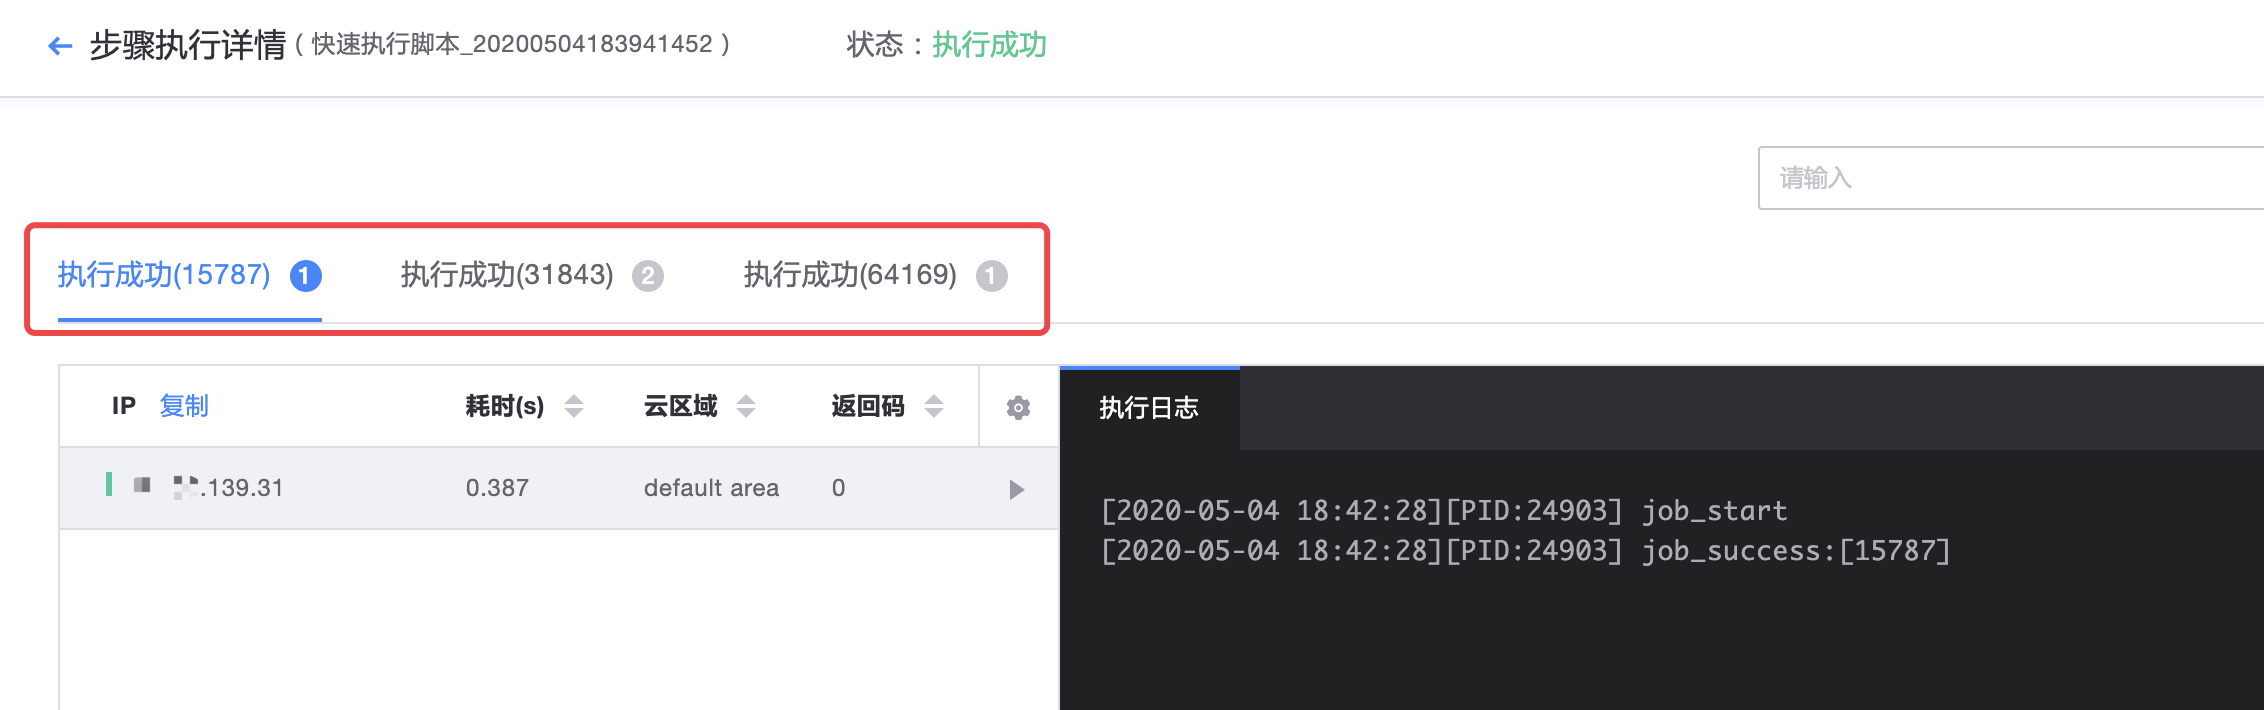 步骤执行详情 ( 快速执行脚本_20200504183941452 ) 状态：执行成功
请输入
执行成功(15787) 1 执行成功(31843) 2 执行成功(64169) 1
IP 复制 耗时(s) 云区域 返回码
执行日志
.139.31 0.387 default area 0
[2020-05-04 18:42:28][PID:24903] job_start
[2020-05-04 18:42:28][PID:24903] job_success:[15787]